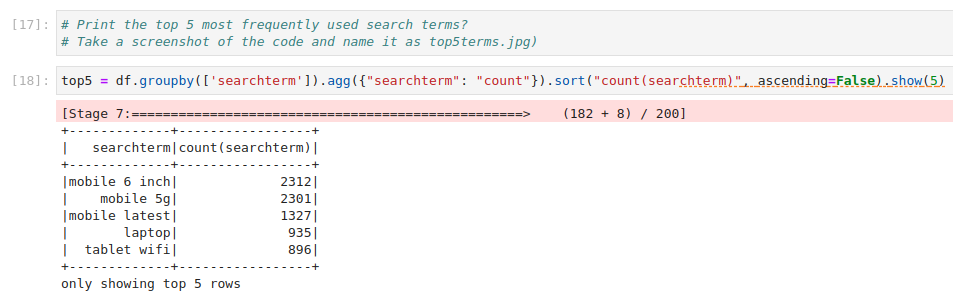 [17]: # Print the top 5 most frequently used search terms?
# Take a screenshot of the code and name it as top5terms.jpg)
[18]: top5 = df.groupby(['searchterm']).agg({"searchterm": "count"}).sort("count(searchterm)", ascending=False).show(5)
[Stage 7:==================================================>    (182 + 8) / 200]
+-------------+-----------------+
|   searchterm|count(searchterm)|
+-------------+-----------------+
|mobile 6 inch|             2312|
|    mobile 5g|             2301|
|mobile latest|             1327|
|       laptop|              935|
|  tablet wifi|              896|
+-------------+-----------------+
only showing top 5 rows